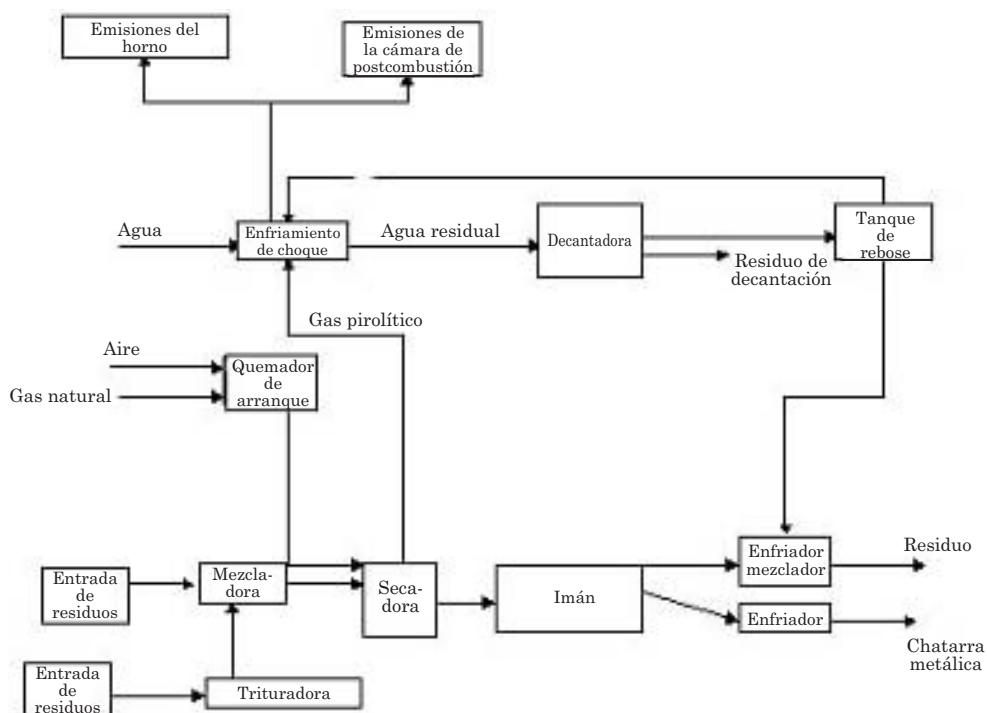 Emisiones del
horno
Emisiones de
la cámara de
postcombustión
Agua
Enfriamiento
de choque
Agua residual
Decantadora
Tanque
de
rebose
Residuo de
decantación
Gas pirolítico
Aire
Gas natural
Quemador
de
arranque
Entrada
de
residuos
Mezcla-
dora
Seca-
dora
Imán
Enfriador
mezclador
Residuo
Enfriador
Chatarra
metálica
Entrada
de
residuos
Trituradora